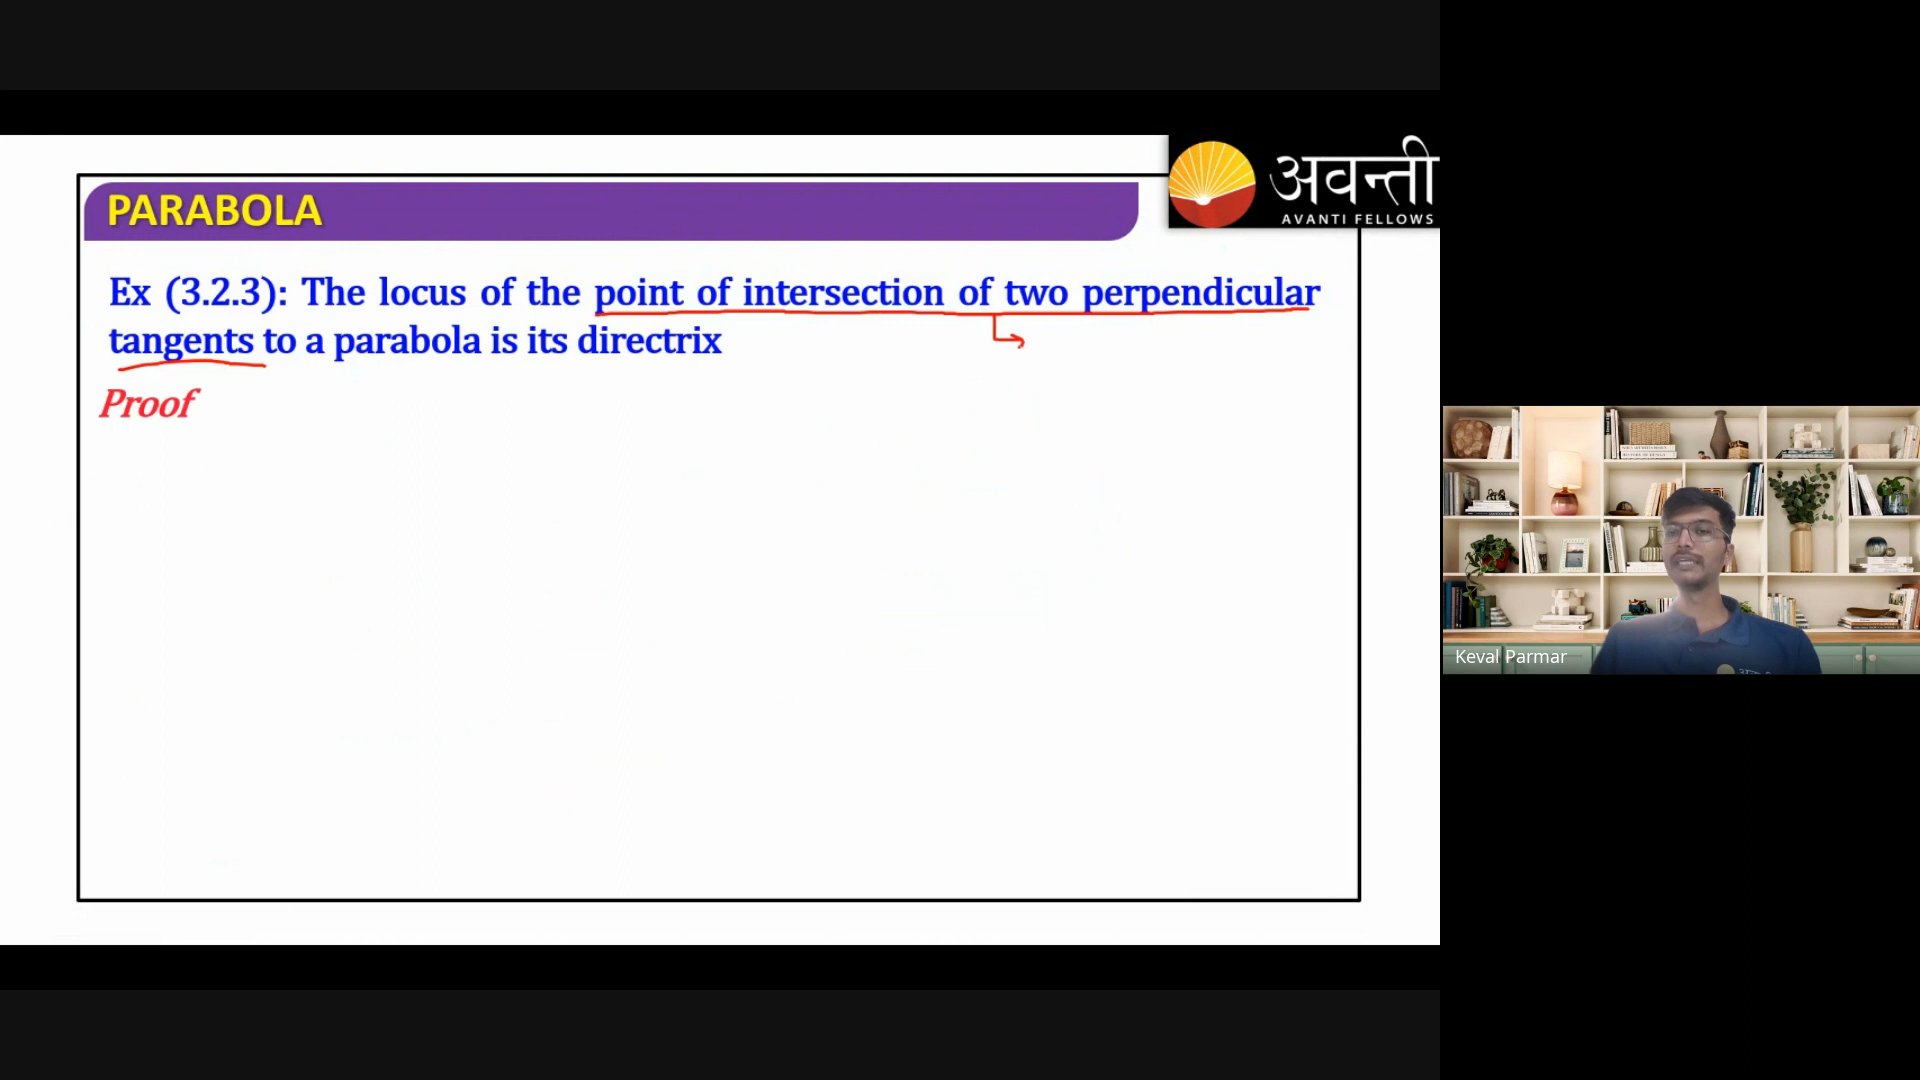 अवन्ती
AVANTI FELLOWS
PARABOLA
Ex (3.2.3): The locus of the point of intersection of two perpendicular
tangents to a parabola is its directrix
Proof
Keval Parmar